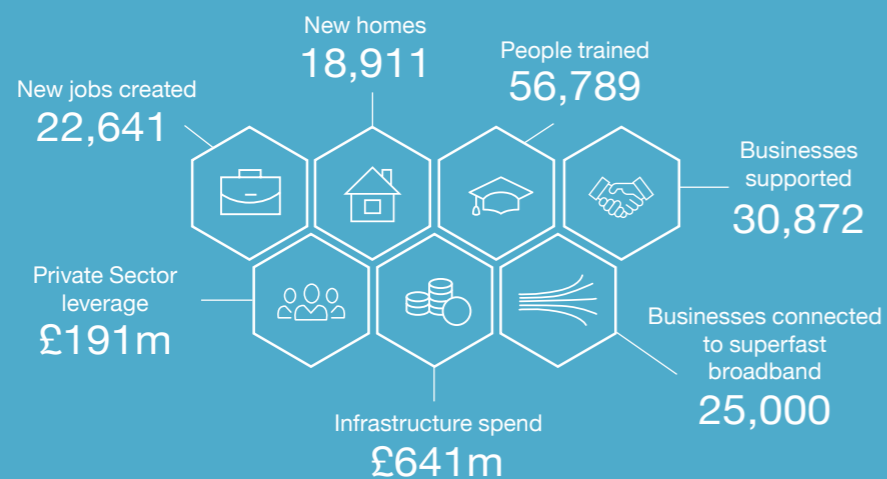 New homes
18,911
People trained
56,789
New jobs created
22,641
Businesses
supported
30,872
Private Sector
leverage
£191m
Businesses connected
to superfast
broadband
25,000
Infrastructure spend
£641m